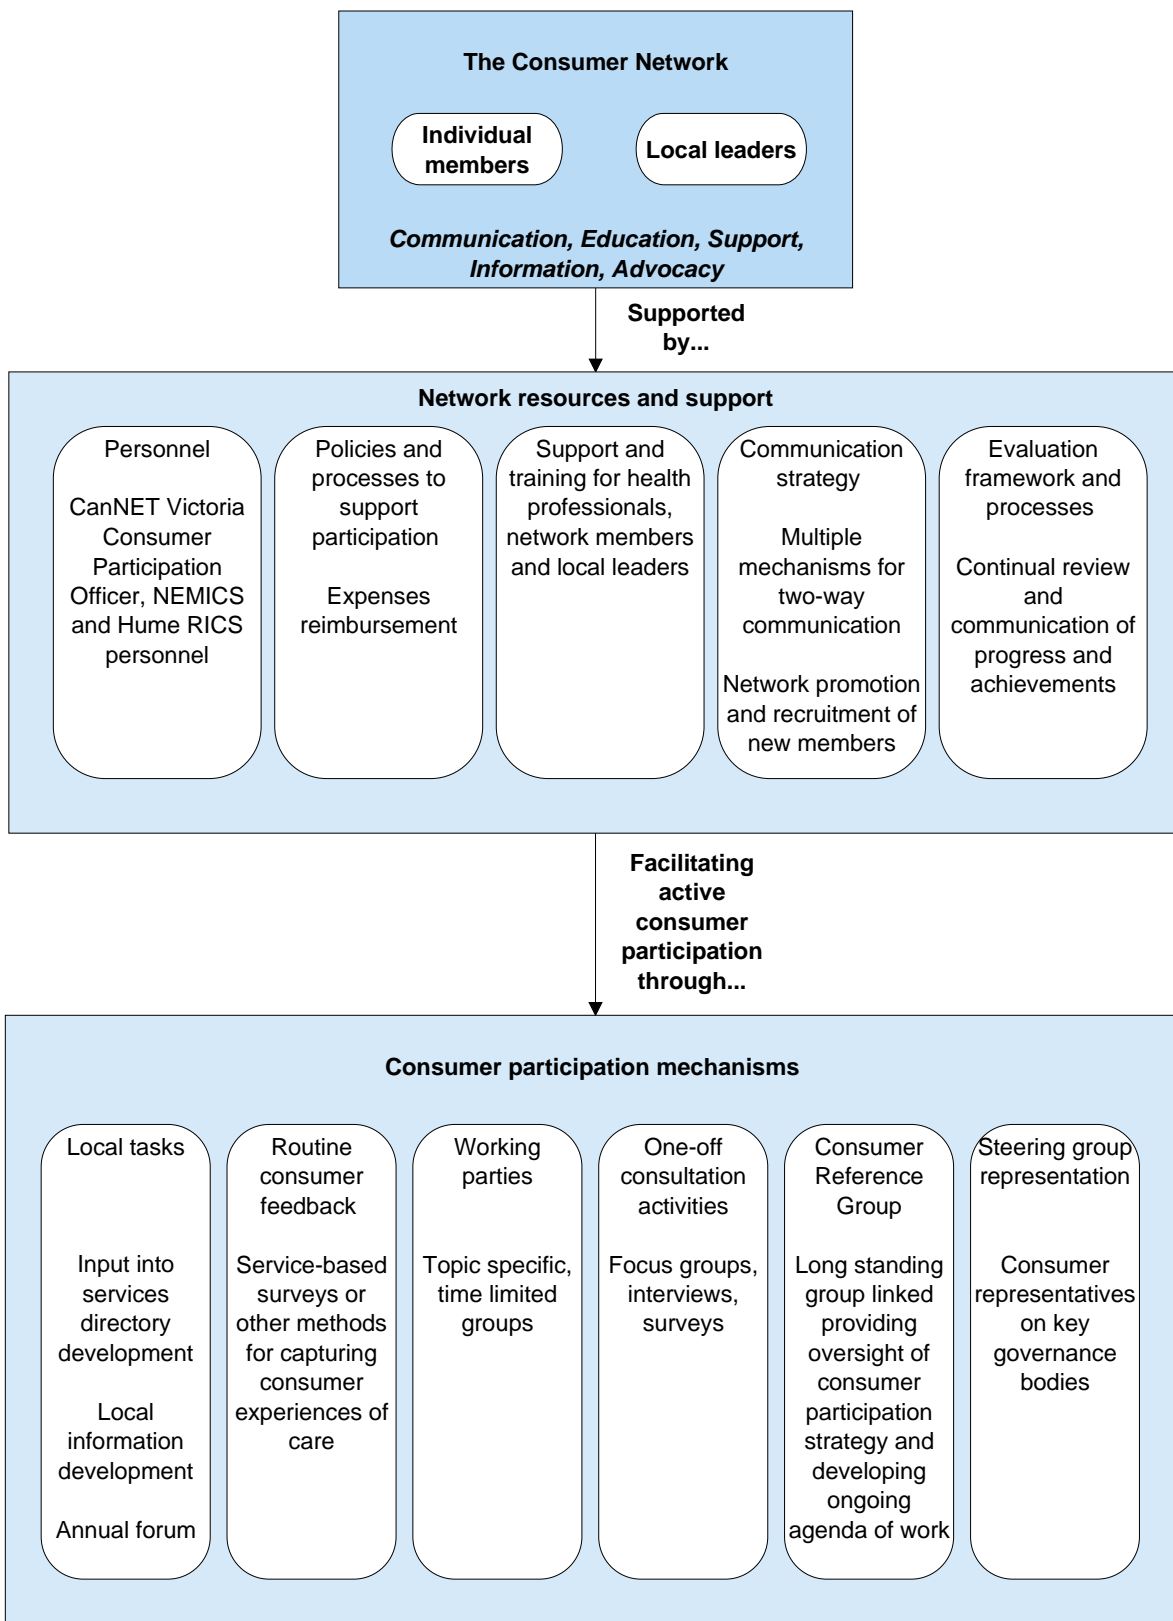 The Consumer Network
Individual
members
Local leaders
Communication, Education, Support,
Information, Advocacy
Supported
by...
Network resources and support
Personnel
CanNET Victoria
Consumer
Participation
Officer, NEMICS
and Hume RICS
personnel
Policies and
processes to
support
participation
Expenses
reimbursement
Support and
training for health
professionals,
network members
and local leaders
Communication
strategy
Multiple
mechanisms for
two-way
communication
Network promotion
and recruitment of
new members
Evaluation
framework and
processes
Continual review
and
communication of
progress and
achievements
Facilitating
active
consumer
participation
through...
Consumer participation mechanisms
Local tasks
Input into
services
directory
development
Local
information
development
Annual forum
Routine
consumer
feedback
Service-based
surveys or
other methods
for capturing
consumer
experiences of
care
Working
parties
Topic specific,
time limited
groups
One-off
consultation
activities
Focus groups,
interviews,
surveys
Consumer
Reference
Group
Long standing
group linked
providing
oversight of
consumer
participation
strategy and
developing
ongoing
agenda of work
Steering group
representation
Consumer
representatives
on key
governance
bodies